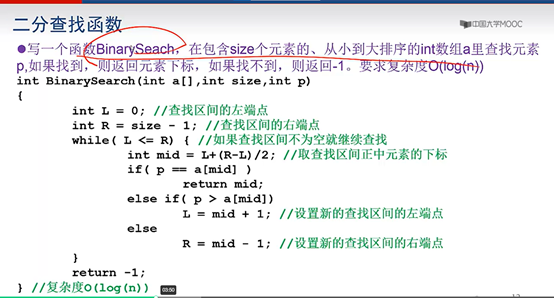 二分查找函数
中国大学MOOC
●写一个函数BinarySeach，在包含size个元素的、从小到大排序的int数组a里查找元素
p,如果找到，则返回元素下标，如果找不到，则返回-1。要求复杂度O(log(n))
int BinarySearch(int a[],int size,int p)
{
int L = 0; //查找区间的左端点
int R = size - 1; //查找区间的右端点
while( L <= R) { //如果查找区间不为空就继续查找
int mid = L+(R-L)/2; //取查找区间正中元素的下标
if( p == a[mid] )
return mid;
else if( p > a[mid])
L = mid + 1; //设置新的查找区间的左端点
else
R = mid - 1; //设置新的查找区间的右端点
}
return -1;
} //复杂度O(log(n))
03:50